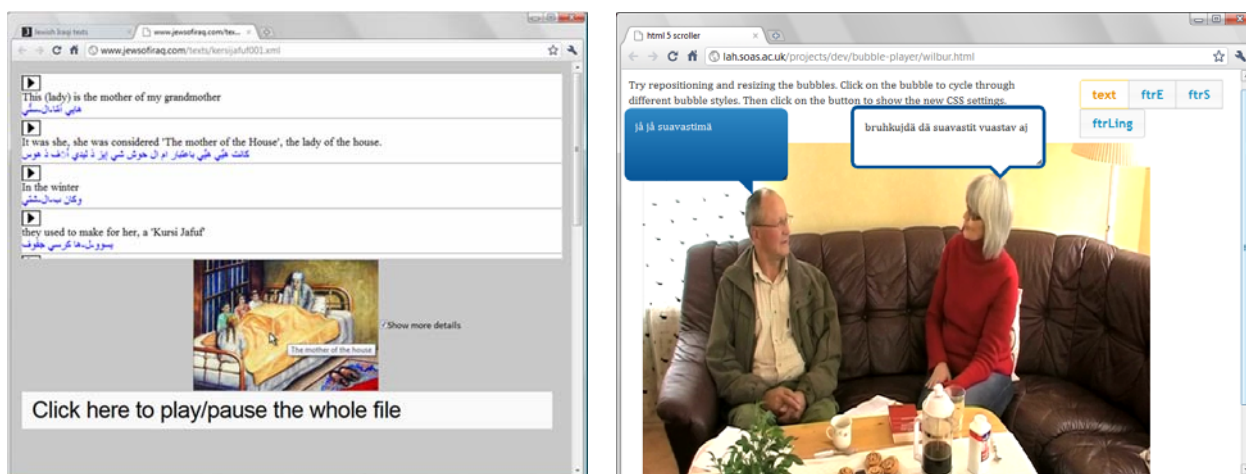 Jewish Iraqi texts
www.jewsofiraq.com/tex...
www.jewsofiraq.com/texts/kersijafuf001.xml
This (lady) is the mother of my grandmother
It was she, she was considered 'The mother of the House', the lady of the house.
In the winter
وكان
they used to make for her, a 'Kursi Jafuf'
كرسي جفوف
Show more details
The mother of the house
Click here to play/pause the whole file
html 5 scroller
lah.soas.ac.uk/projects/dev/bubble-player/wilbur.html
Try repositioning and resizing the bubbles. Click on the bubble to cycle through
different bubble styles. Then click on the button to show the new CSS settings.
text ftrE ftrS
ftrLing
jå jå suavastimä
bruhkujdä dä suavastit vuastav aj